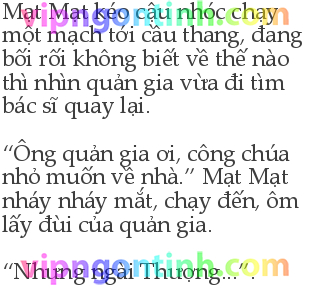 Mạt Mạt kéo cậu nhóc chạy
một mạch tới cầu thang, đang
bối rối không biết về thế nào
thì nhìn quản gia vừa đi tìm
bác sĩ quay lại.
“Ông quản gia ơi, công chúa
nhỏ muốn về nhà.” Mạt Mạt
nháy nháy mắt, chạy đến, ôm
lấy đùi của quản gia.
“Nhưng ngài Thượng...”.
vipngontinh.com
vipngontinh.com